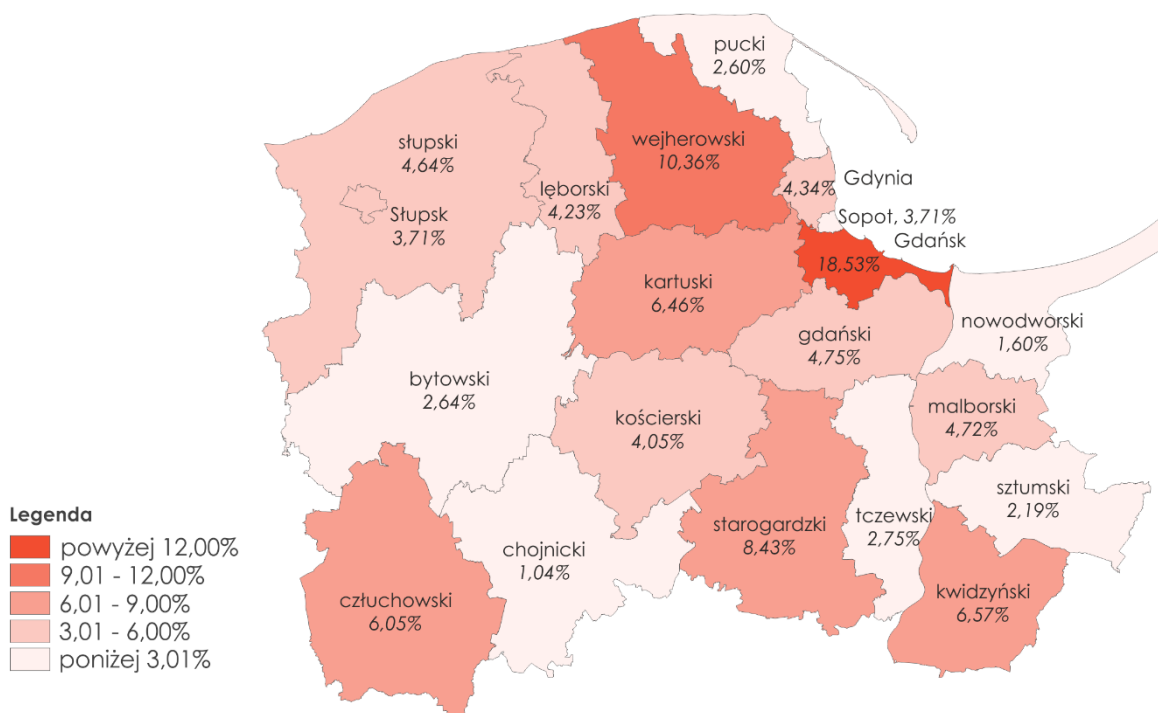 pucki
2,60%
słupski
4,64%
wejherowski
10,36%
lęborski
4,23%
4,34%
Gdynia
Słupsk
3,71%
Sopot, 3,71%
Gdańsk
18,53%
kartuski
6,46%
gdański
4,75%
nowodworski
1,60%
bytowski
2,64%
kościerski
4,05%
malborski
4,72%
sztumski
2,19%
starogardzki
8,43%
tczewski
2,75%
chojnicki
1,04%
człuchowski
6,05%
kwidzyński
6,57%
Legenda
powyżej 12,00%
9,01 - 12,00%
6,01 - 9,00%
3,01 - 6,00%
poniżej 3,01%